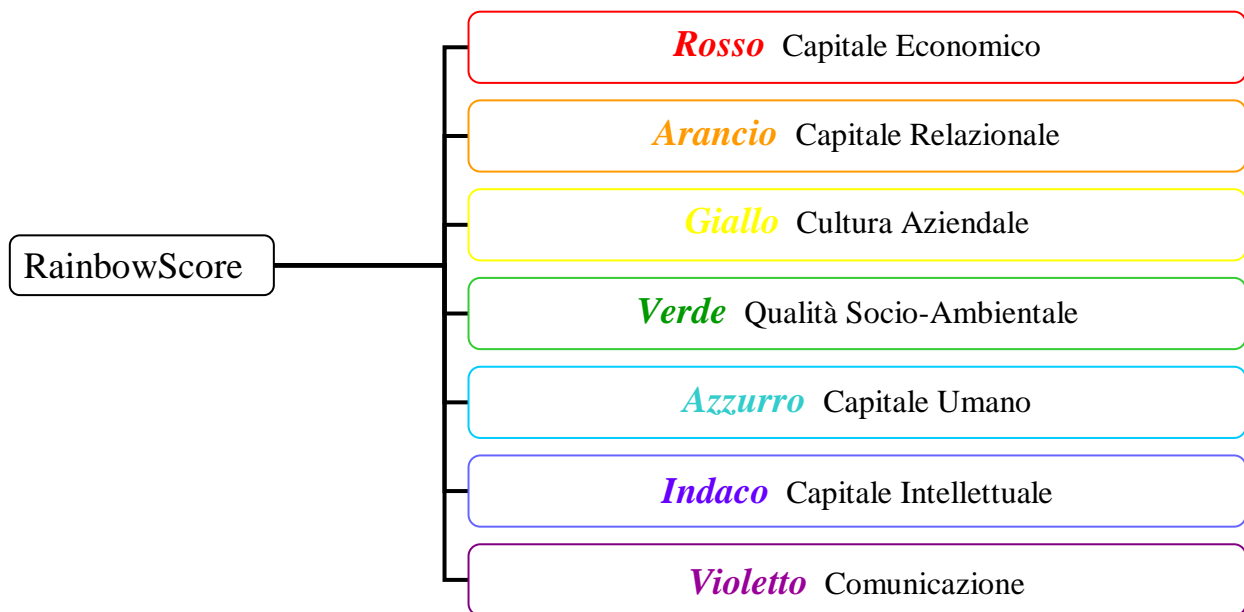 RainbowScore
Rosso Capitale Economico
Arancio Capitale Relazionale
Giallo Cultura Aziendale
Verde Qualità Socio-Ambientale
Azzurro Capitale Umano
Indaco Capitale Intellettuale
Violetto Comunicazione